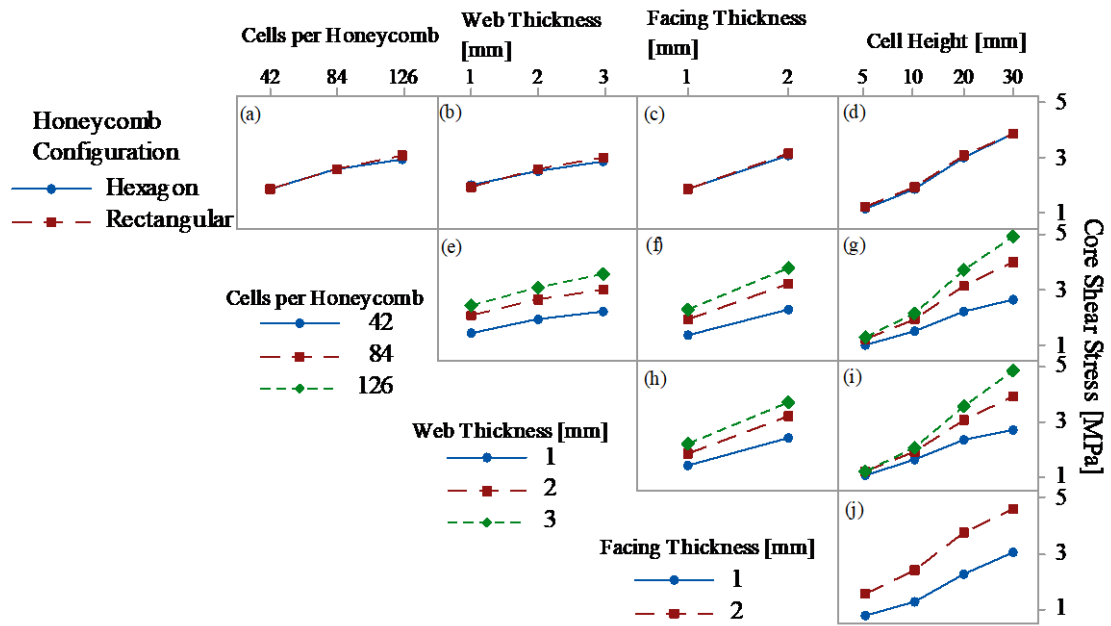 Cells per Honeycomb
Web Thickness
[mm]
Facing Thickness
[mm]
Cell Height [mm]
42 84 126
1 2 3
1 2
5 10 20 30
Honeycomb
Configuration
Hexagon
Rectangular
(a)
(b)
(c)
(d)
5
3
1
(e)
(f)
(g)
5
3
1
Cells per Honeycomb
42
84
126
(h)
(i)
5
3
1
Web Thickness [mm]
1
2
3
(j)
5
3
1
Facing Thickness [mm]
1
2
Core Shear Stress [MPa]